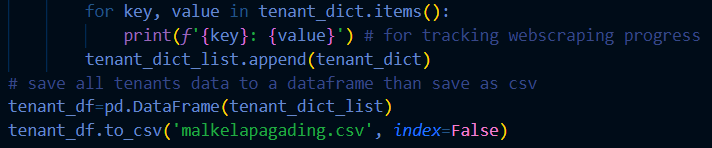 for key, value in tenant_dict.items():
print(f'{key}: {value}') # for tracking webscraping progress
tenant_dict_list.append(tenant_dict)
# save all tenants data to a dataframe than save as csv
tenant_df=pd.DataFrame(tenant_dict_list)
tenant_df.to_csv('malkelapagading.csv', index=False)